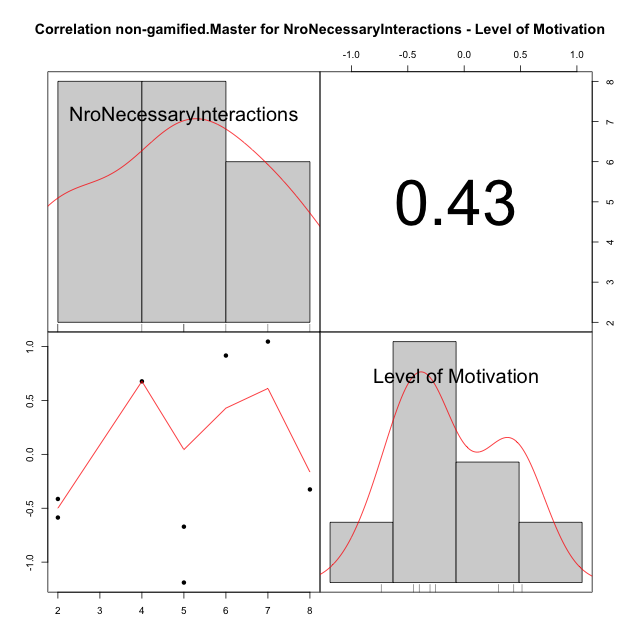 Correlation non-gamified.Master for NroNecessaryInteractions - Level of Motivation
-1.0 -0.5 0.0 0.5 1.0
NroNecessaryInteractions
0.43
8
7
6
5
4
3
2
1.0
0.5
0.0
-0.5
-1.0
Level of Motivation
2 3 4 5 6 7 8